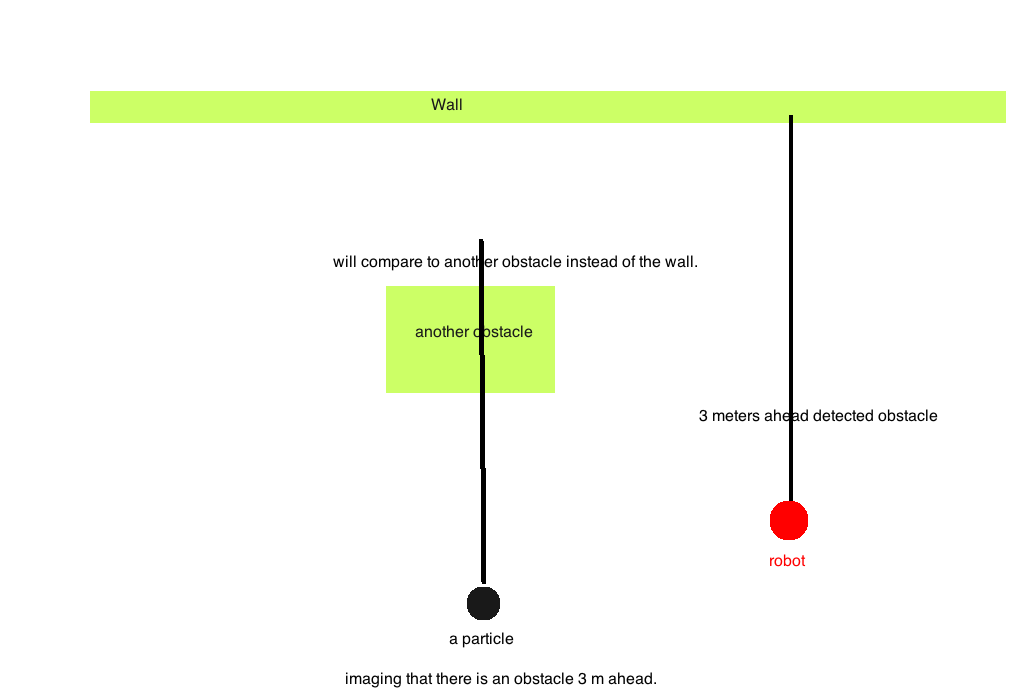 Wall
will compare to another obstacle instead of the wall.
another obstacle
3 meters ahead detected obstacle
robot
a particle
imaging that there is an obstacle 3 m ahead.